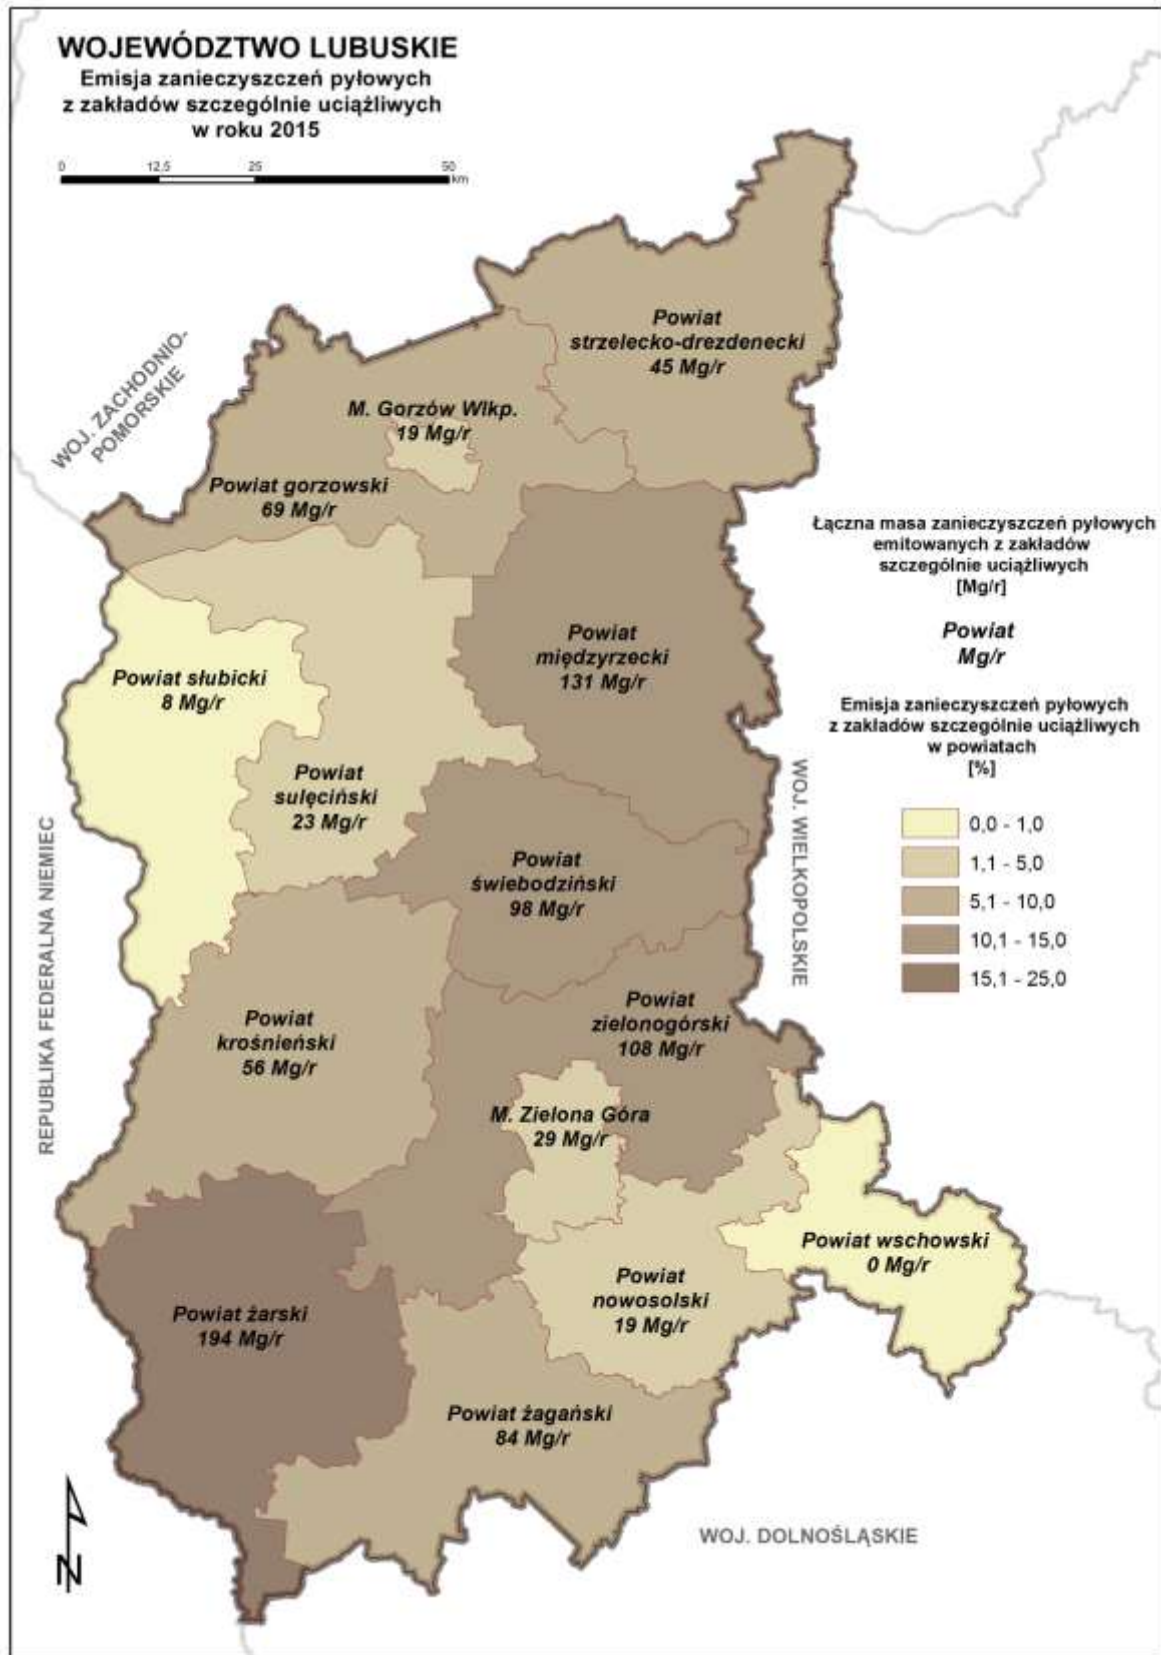 WOJEWÓDZTWO LUBUSKIE
Emisja zanieczyszczeń pyłowych
z zakładów szczególnie uciążliwych
w roku 2015
0 12,5 25 50
km
Powiat
strzelecko-drezdenecki
45 Mg/r
WOJ. ZACHODNIO-
POMORSKIE
M. Gorzów Wlkp.
19 Mg/r
Powiat gorzowski
69 Mg/r
Łączna masa zanieczyszczeń pyłowych
emitowanych z zakładów
szczególnie uciążliwych
[Mg/r]
Powiat
Mg/r
Emisja zanieczyszczeń pyłowych
z zakładów szczególnie uciążliwych
w powiatach
[%]
0,0 - 1,0
1,1 - 5,0
5,1 - 10,0
10,1 - 15,0
15,1 - 25,0
Powiat
międzyrzecki
131 Mg/r
Powiat słubicki
8 Mg/r
Powiat
sulęciński
23 Mg/r
WOJ. WIELKOPOLSKIE
REPUBLIKA FEDERALNA NIEMIEC
Powiat
świebodziński
98 Mg/r
Powiat
zielonogórski
108 Mg/r
Powiat
krośnieński
56 Mg/r
M. Zielona Góra
29 Mg/r
Powiat wschowski
0 Mg/r
Powiat
nowosolski
19 Mg/r
Powiat żarski
194 Mg/r
Powiat żagański
84 Mg/r
WOJ. DOLNOŚLĄSKIE
N